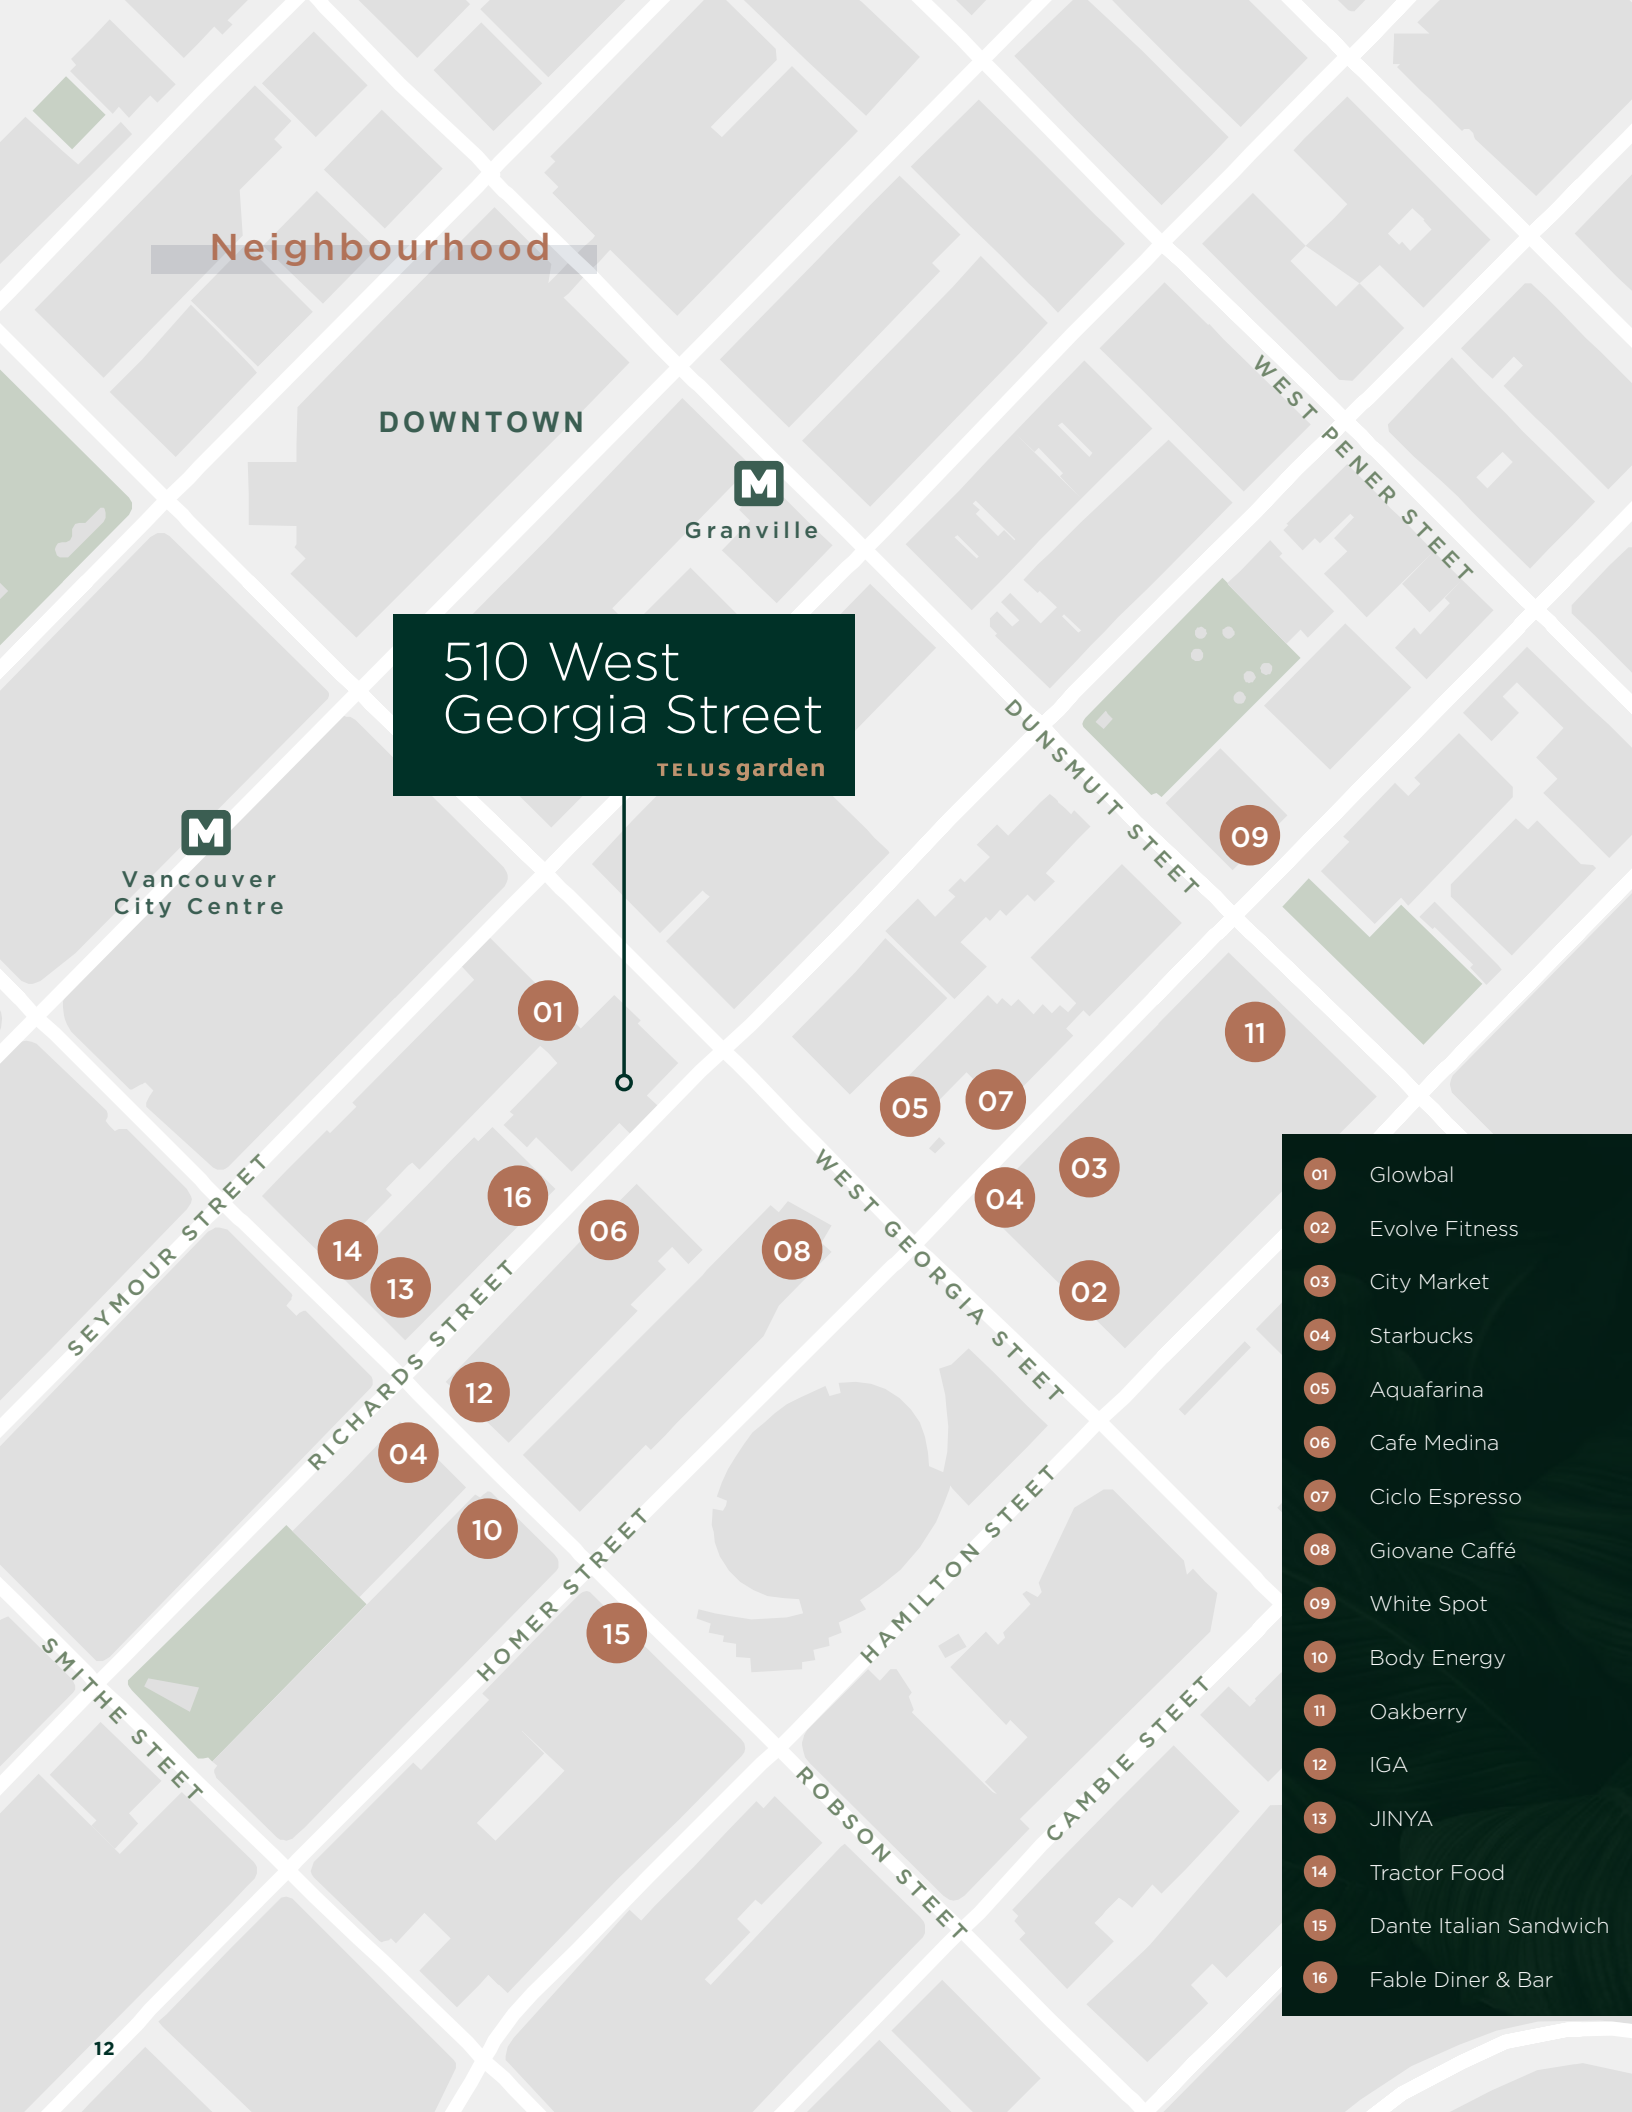 Neighbourhood
DOWNTOWN
WEST PENER STREET
Granville
510 West
Georgia Street
TELUS garden
DUNSMUIT STEET
Vancouver
City Centre
09
01
11
05
07
03
04
16
06
08
02
14
13
SEYMOUR STREET
WEST GEORGIA STEET
RICHARDS STREET
12
04
10
15
HOMER STREET
HAMILTON STEET
SMITHE STEET
ROBSON STEET
CAMBIE STEET
01 Glowbal
02 Evolve Fitness
03 City Market
04 Starbucks
05 Aquafarina
06 Cafe Medina
07 Ciclo Espresso
08 Giovane Caffé
09 White Spot
10 Body Energy
11 Oakberry
12 IGA
13 JINYA
14 Tractor Food
15 Dante Italian Sandwich
16 Fable Diner & Bar
12